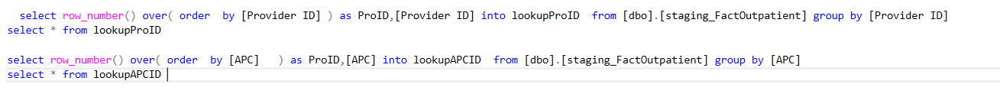 select row_number() over( order  by [Provider ID] ) as ProID,[Provider ID] into lookupProID  from [dbo].[staging_FactOutpatient] group by [Provider ID]
select * from lookupProID
select row_number() over( order  by [APC]   ) as ProID,[APC] into lookupAPCID  from [dbo].[staging_FactOutpatient] group by [APC]
select * from lookupAPCID